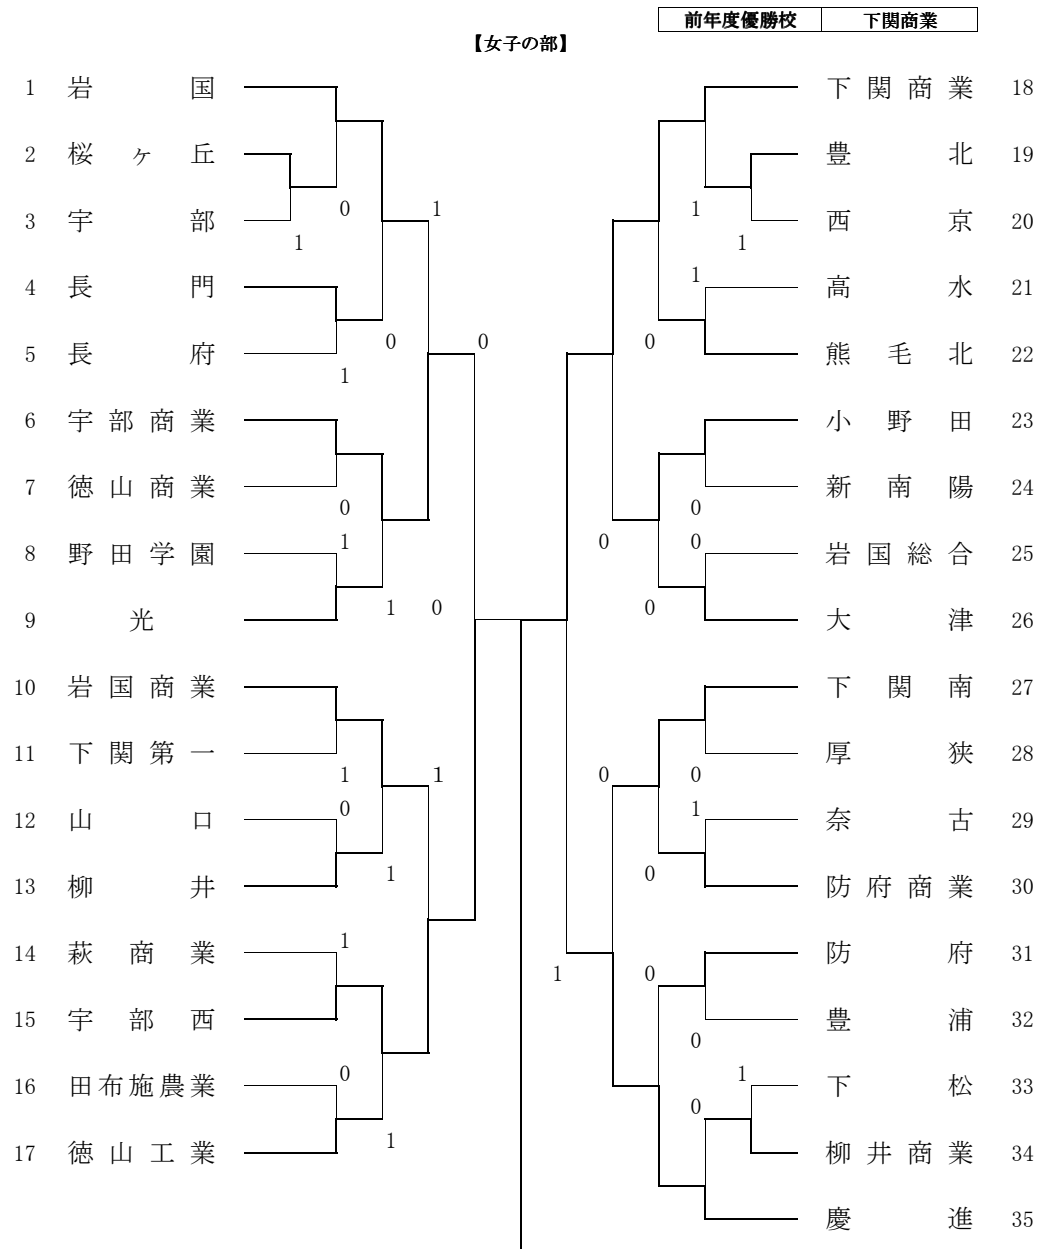 前年度優勝校 下関商業
【女子の部】
1 岩国
2 桜ヶ丘
3 宇部
4 長門
5 長府
6 宇部商業
7 徳山商業
8 野田学園
9 光
10 岩国商業
11 下関第一
12 山口
13 柳井
14 萩商業
15 宇部西
16 田布施農業
17 徳山工業
0 1
1
0 0
1
0
1
1 0
1 1
0
1
1
0
1
下関商業 18
豊北 19
西京 20
高水 21
熊毛北 22
小野田 23
新南陽 24
岩国総合 25
大津 26
下関南 27
厚狭 28
奈古 29
防府商業 30
防府 31
豊浦 32
下松 33
柳井商業 34
慶進 35
1
1
1
0
0
0 0
0
0 0
1
0
1 0
0
1
0